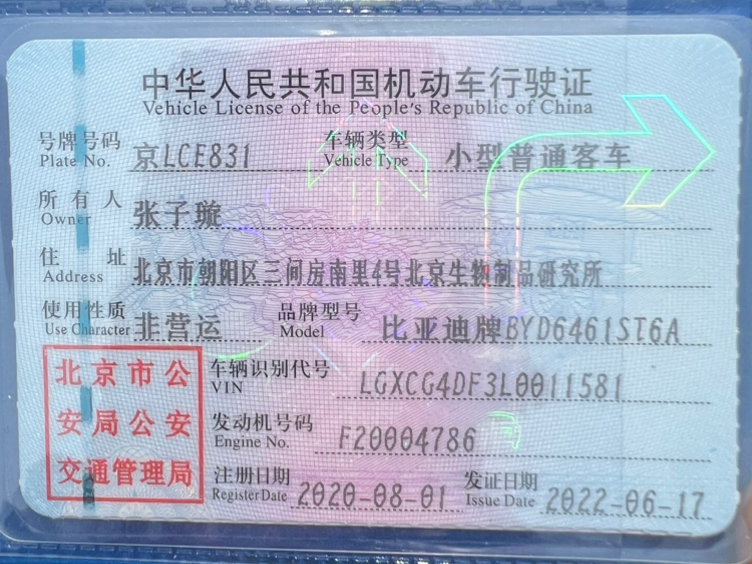 中华人民共和国机动车行驶证
Vehicle License of the People's Republic of China
号牌号码 京LCE831 车辆类型 小型普通客车
Plate No. Vehicle Type
所有人 张子璇
Owner
住址 北京市朝阳区三间房南里4号北京生物制品研究所
Address
使用性质 非营运 品牌型号 比亚迪牌BYD6461ST6A
Use Character Model
北京市公
安局公安
交通管理局
车辆识别代号 LGXCG4DF3L0011581
VIN
发动机号码 F20004786
Engine No.
注册日期 2020-08-01 发证日期 2022-06-17
Register Date Issue Date